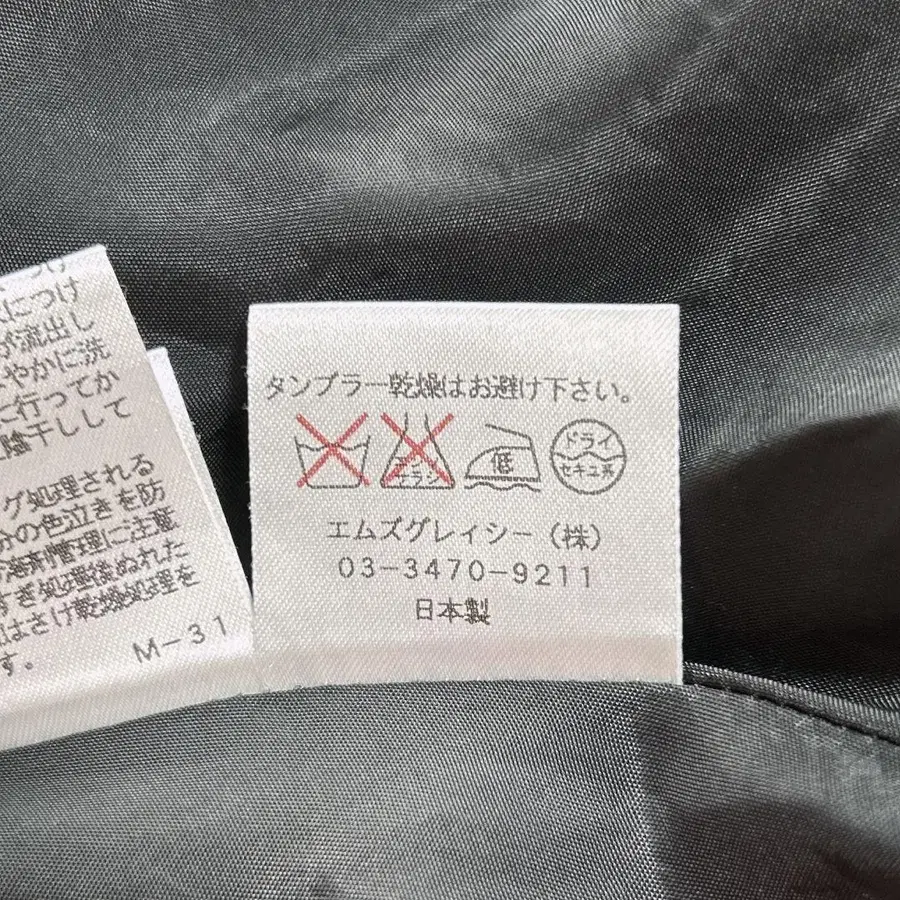 につけ
流出し
やかに洗
に行ってか
陰干しして
グ処理される
分の色泣きを防
溶剤管理に注意
すぎ処理後ぬれた
はさけ乾燥処理を
す。
M-31
タンブラー乾燥はお避け下さい。
エンソ
サラシ
低
ドライ
セキユ系
エムズグレイシー(株)
03-3470-9211
日本製